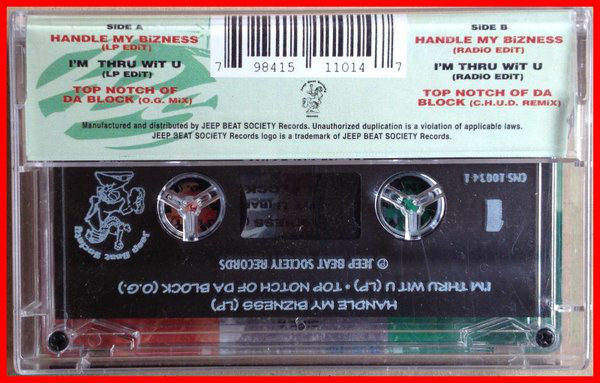 SiDE A
HANDLE MY BiZNESS
(LP EDiT)
I'M THRU WiT U
(LP EDiT)
TOP NOTCH OF
DA BLOCK (O.G. MiX)
7 98415 11014 7
SiDE B
HANDLE MY BiZNESS
(RADiO EDiT)
I'M THRU WiT U
(RADiO EDiT)
TOP NOTCH OF DA
BLOCK (C.H.U.D. REMiX)
Manufactured and distributed by JEEP BEAT SOCIETY Records. Unauthorized duplication is a violation of applicable laws.
JEEP BEAT SOCIETY Records logo is a trademark of JEEP BEAT SOCIETY Records.
HANDLE MY BIZNESS (LP)
I'M THRU WIT U (LP) • TOP NOTCH OF DA BLOCK (O.G.)
℗ JEEP BEAT SOCIETY RECORDS
Jeep Beat Society